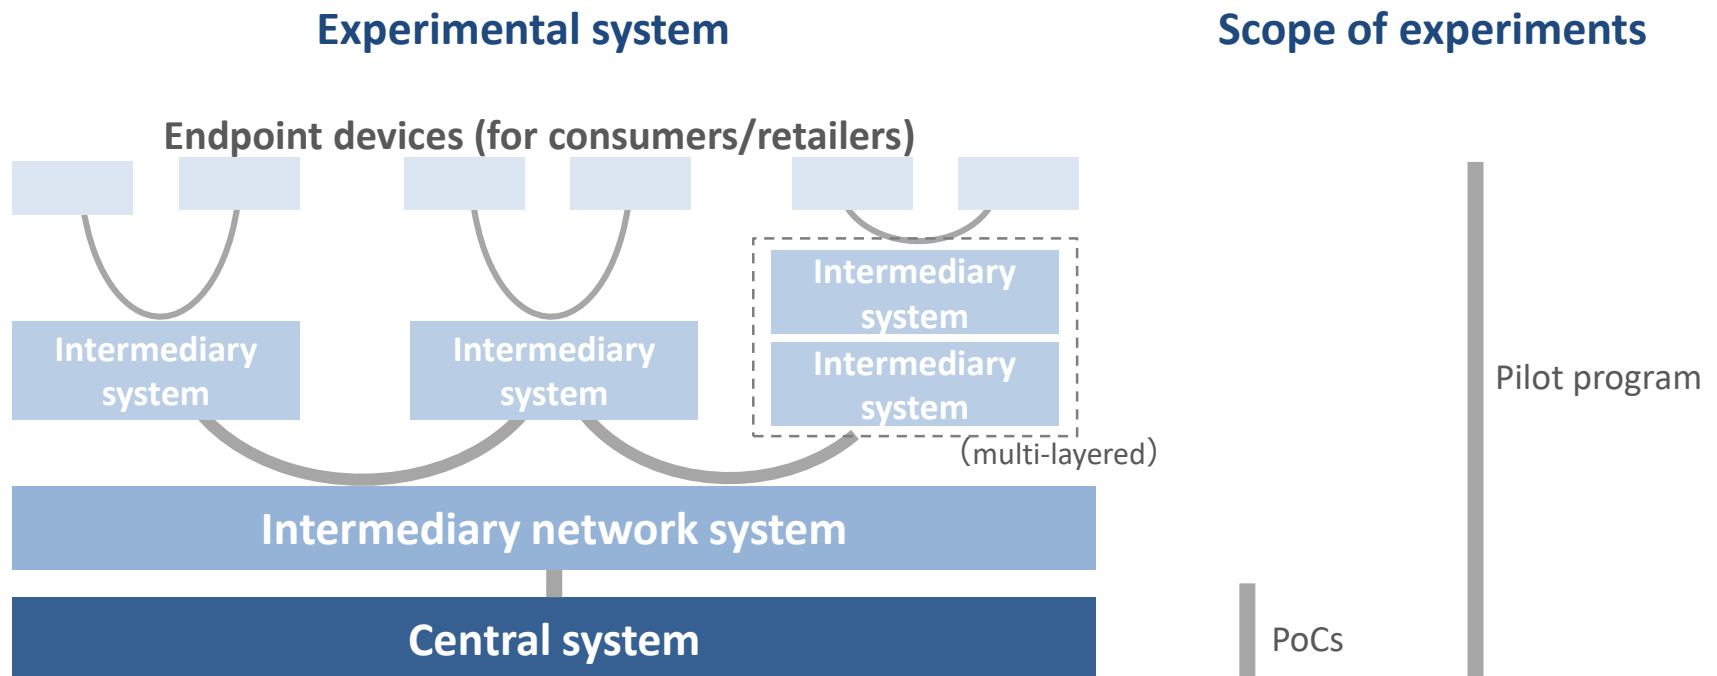 Experimental system
Scope of experiments
Endpoint devices (for consumers/retailers)
Intermediary
system
Intermediary
system
Intermediary
system
Intermediary
system
（multi-layered）
Pilot program
Intermediary network system
Central system
PoCs